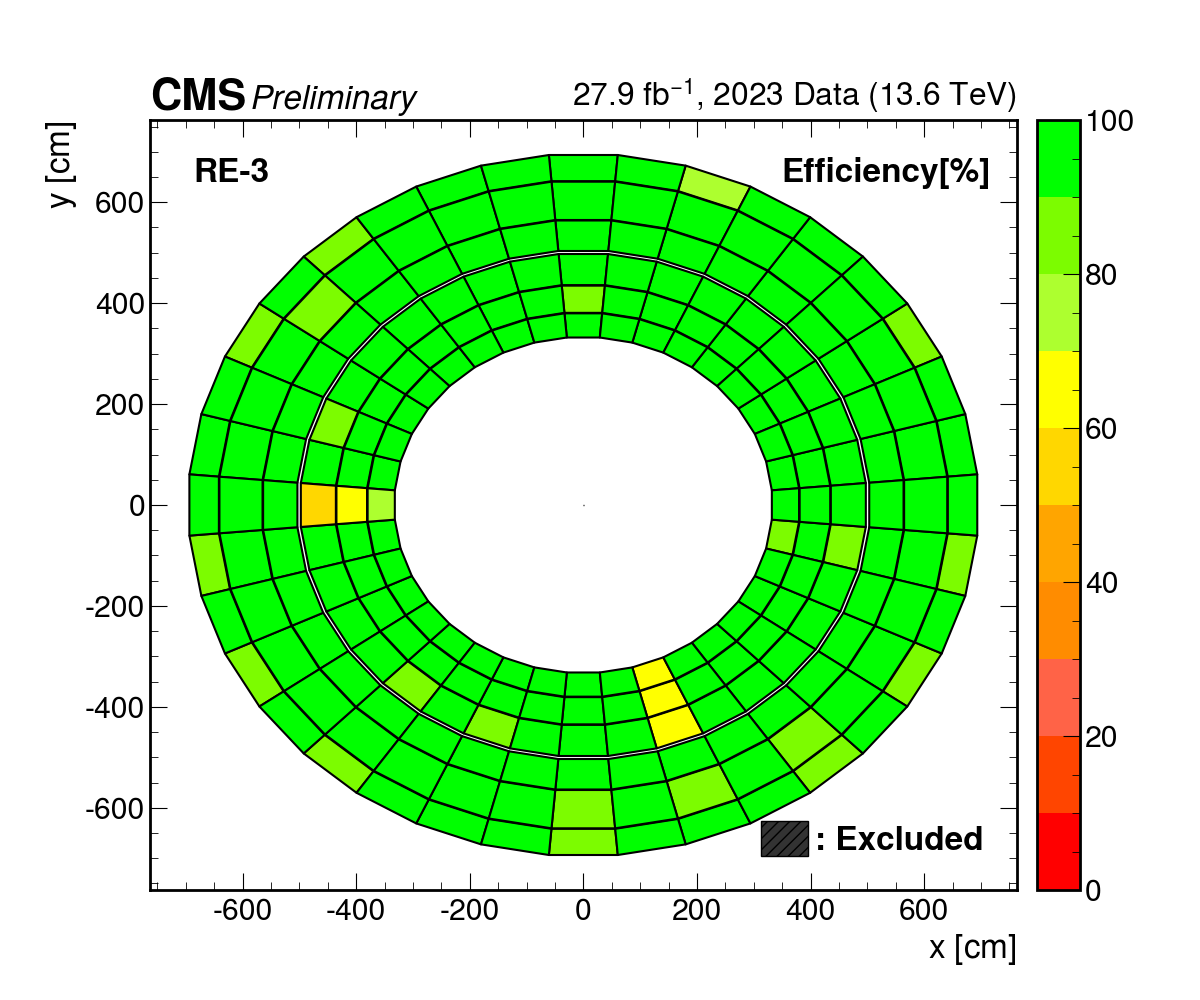 CMS Preliminary 27.9 fb⁻¹, 2023 Data (13.6 TeV)
y [cm]
RE-3
Efficiency[%]
600
400
200
0
-200
-400
-600
: Excluded
-600 -400 -200 0 200 400 600
x [cm]
100
80
60
40
20
0